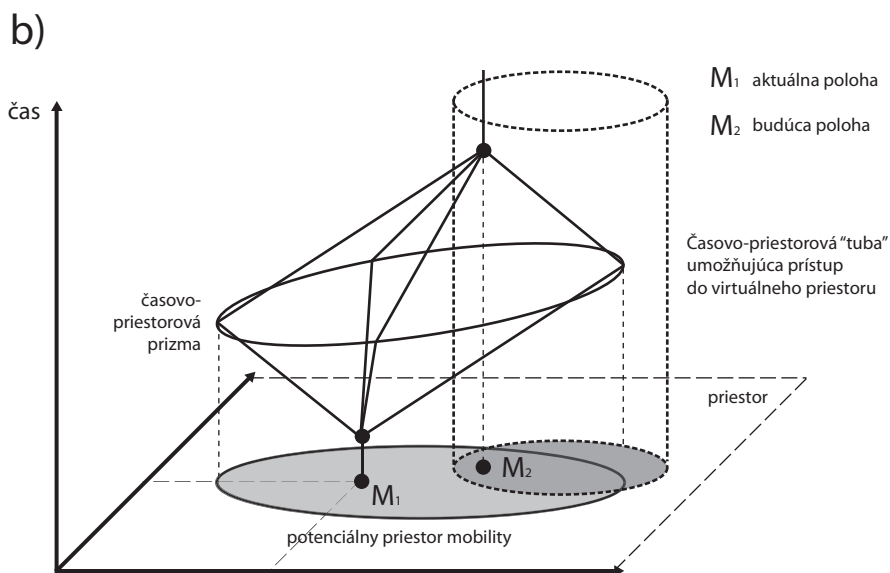 b)
čas
M1 aktuálna poloha
M2 budúca poloha
Časovo-priestorová “tuba”
umožňujúca prístup
do virtuálneho priestoru
časovo-
priestorová
prizma
priestor
M1
M2
potenciálny priestor mobility